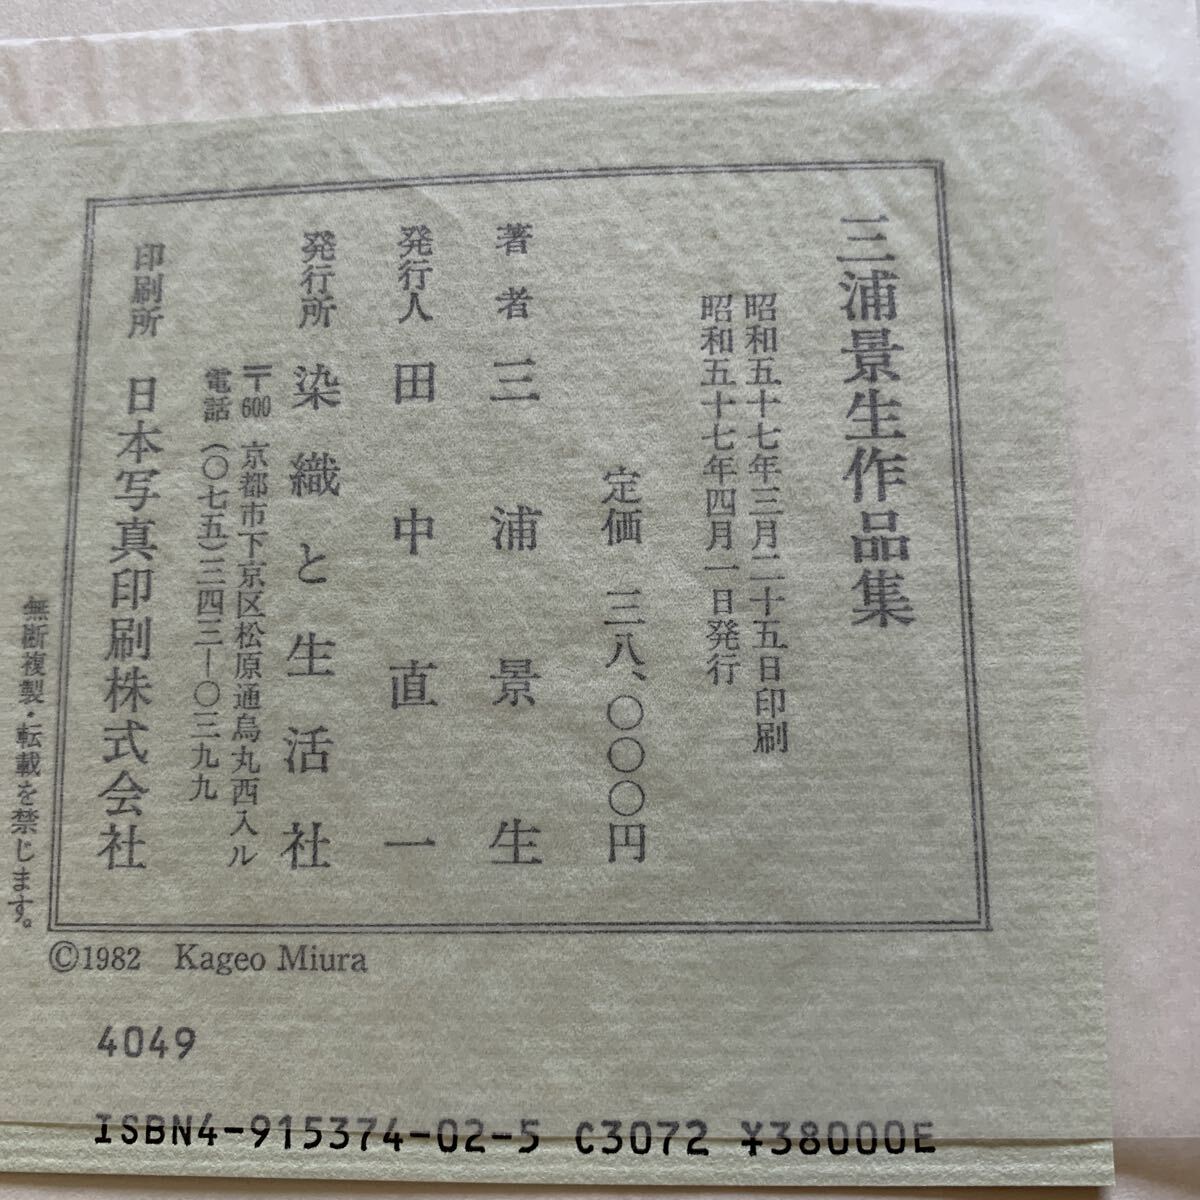 三浦景生作品集
昭和五十七年三月二十五日印刷
昭和五十七年四月一日発行
定価 三八、〇〇〇円
著者 三浦景生
発行人 田中直一
発行所 染織と生活社
〒600 京都市下京区松原通烏丸西入ル
電話(〇七五)三四三―〇三九九
印刷所 日本写真印刷株式会社
無断複製・転載を禁じます。
©1982 Kageo Miura
4049
ISBN4-915374-02-5 C3072 ¥38000E